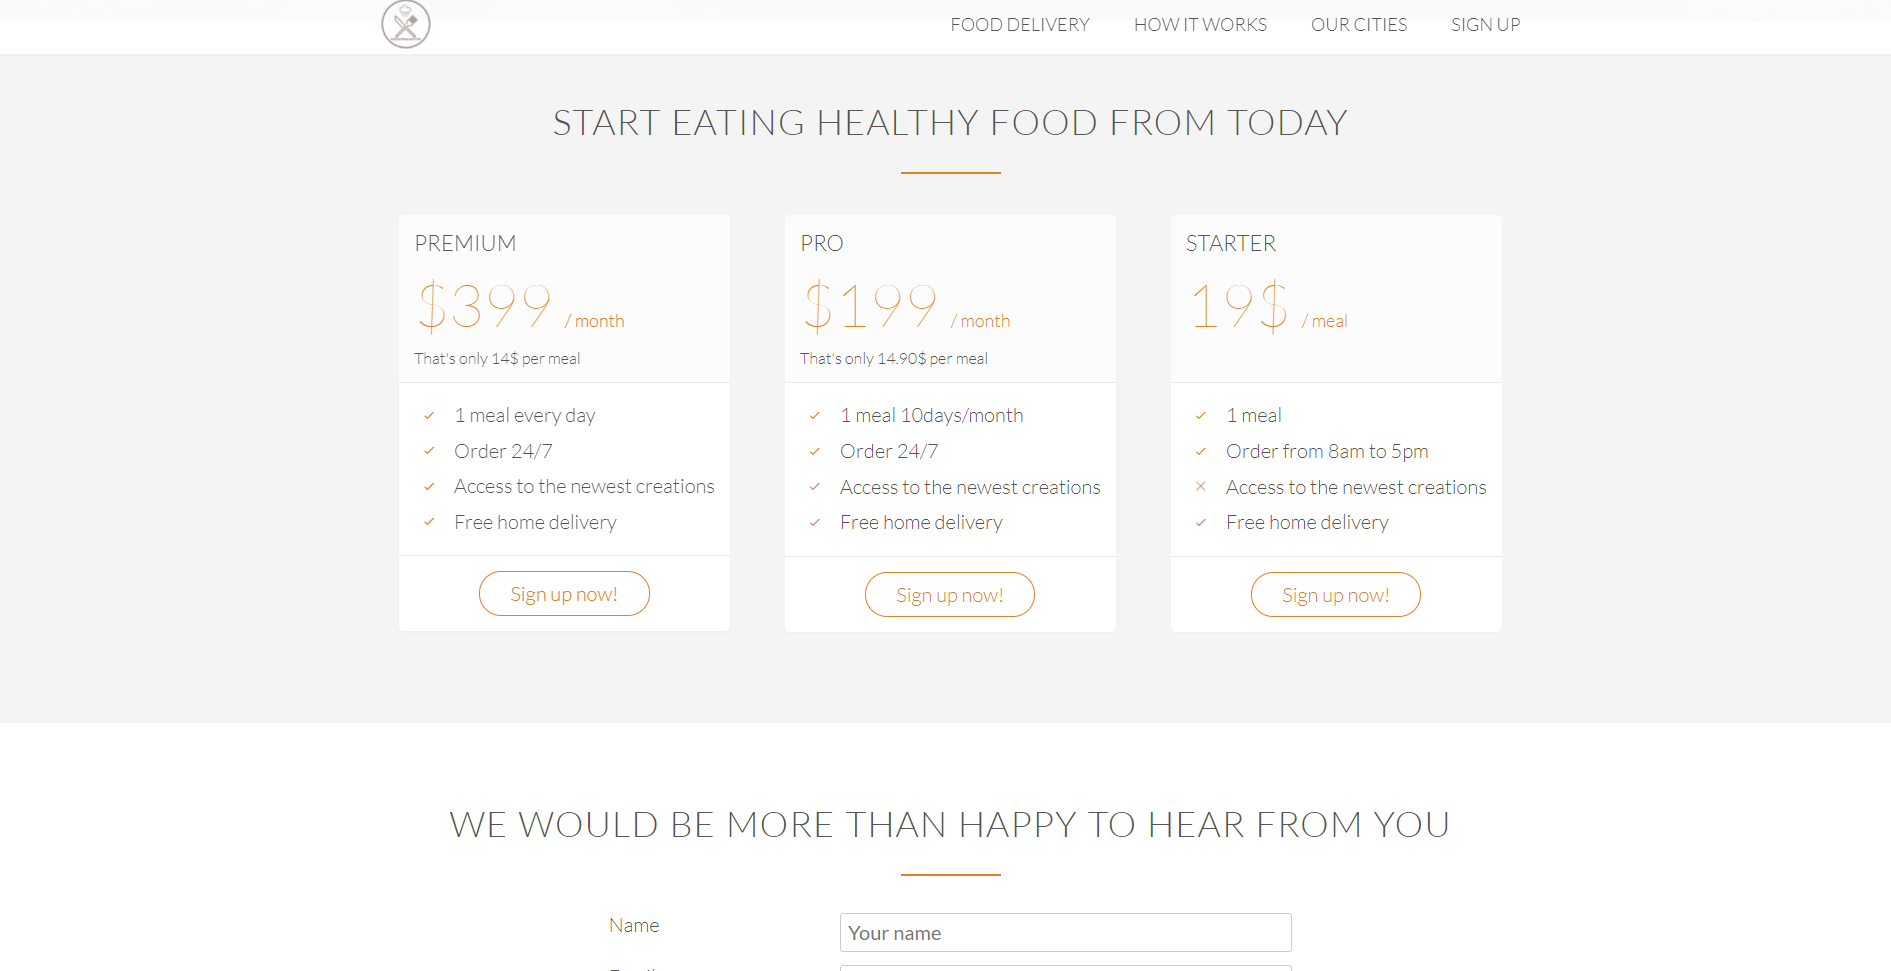 FOOD DELIVERY HOW IT WORKS OUR CITIES SIGN UP
START EATING HEALTHY FOOD FROM TODAY
PREMIUM
$399 / month
That's only 14$ per meal
1 meal every day
Order 24/7
Access to the newest creations
Free home delivery
Sign up now!
PRO
$199 / month
That's only 14.90$ per meal
1 meal 10days/month
Order 24/7
Access to the newest creations
Free home delivery
Sign up now!
STARTER
19$ / meal
1 meal
Order from 8am to 5pm
Access to the newest creations
Free home delivery
Sign up now!
WE WOULD BE MORE THAN HAPPY TO HEAR FROM YOU
Name
Your name